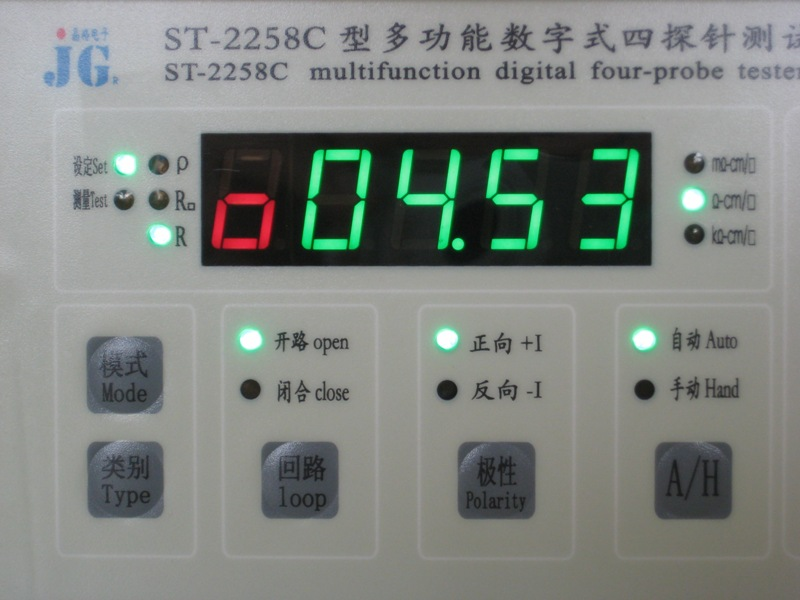 晶格电子
JG
ST-2258C 型多功能数字式四探针测试
ST-2258C multifunction digital four-probe tester
设定Set ρ
测量Test R□
R
o04.53
mΩ-cm/□
Ω-cm/□
kΩ-cm/□
模式
Mode
类别
Type
开路 open
闭合 close
回路
loop
正向 +I
反向 -I
极性
Polarity
自动 Auto
手动 Hand
A/H